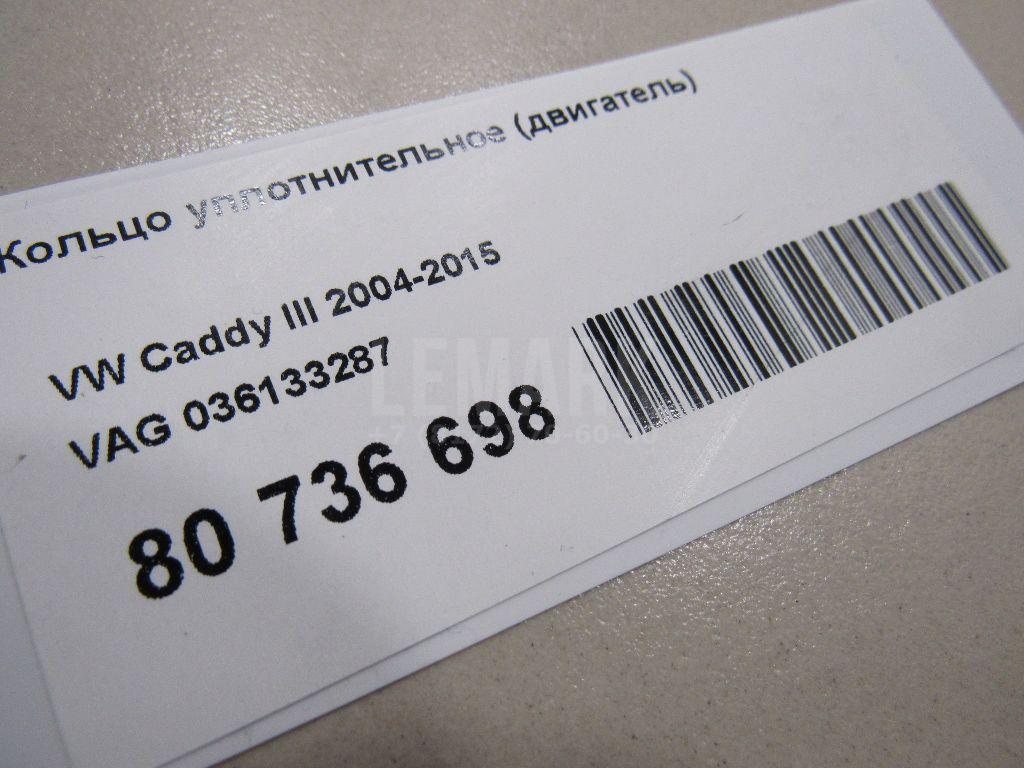 Кольцо уплотнительное (двигатель)
VW Caddy III 2004-2015
VAG 036133287
80 736 698